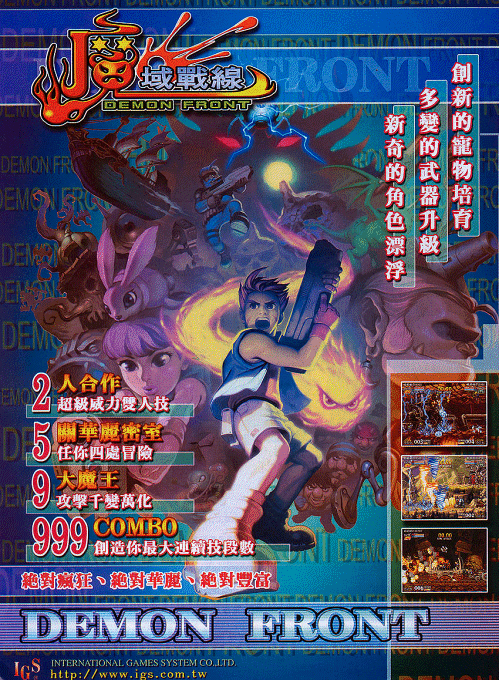 魔域戰線
DEMON FRONT
創新的寵物培育
多變的武器升級
新奇的角色漂浮
2人合作
超級威力雙人技
5關華麗密室
任你四處冒險
9大魔王
攻擊千變萬化
999 COMBO
創造你最大連續技段數
絕對瘋狂、絕對華麗、絕對豐富
DEMON FRONT
IGS
INTERNATIONAL GAMES SYSTEM CO.,LTD.
http://www.igs.com.tw